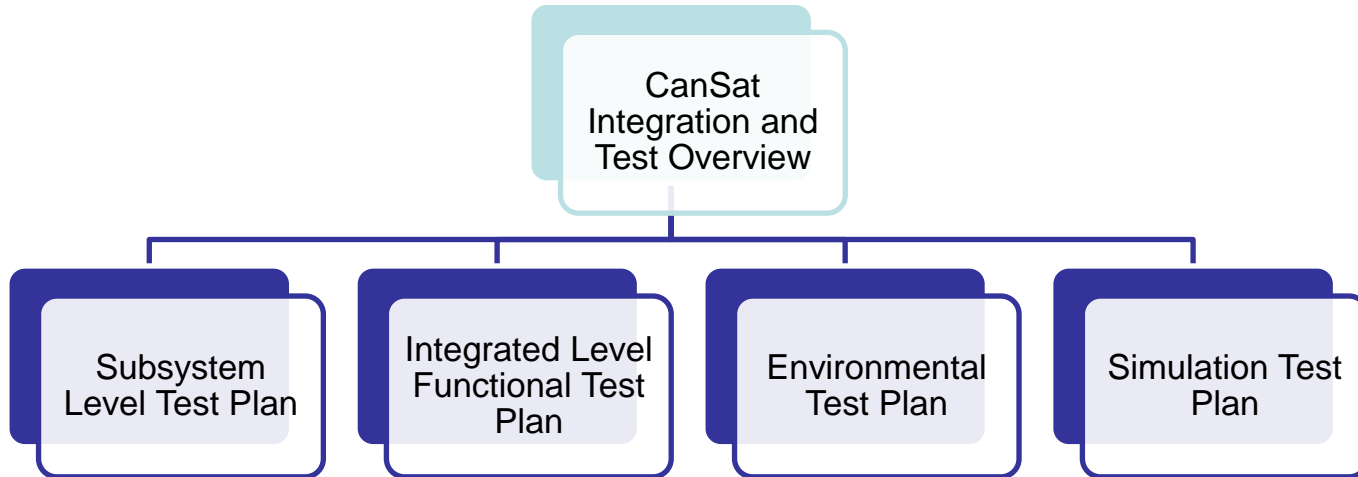 CanSat
Integration and
Test Overview
Subsystem
Level Test Plan
Integrated Level
Functional Test
Plan
Environmental
Test Plan
Simulation Test
Plan